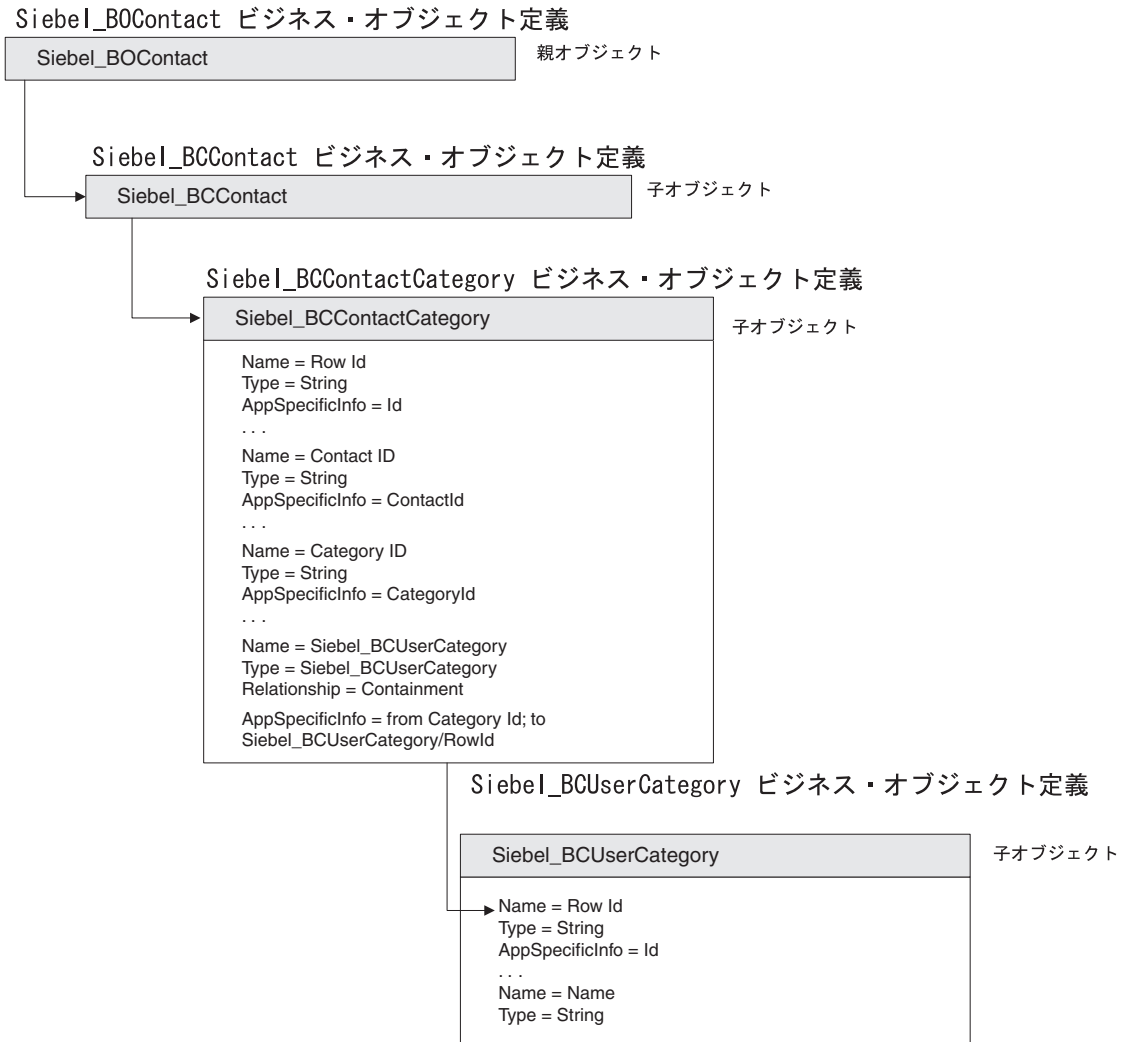 Siebel_BOContact ビジネス・オブジェクト定義
Siebel_BOContact
親オブジェクト
Siebel_BCContact ビジネス・オブジェクト定義
Siebel_BCContact
子オブジェクト
Siebel_BCContactCategory ビジネス・オブジェクト定義
Siebel_BCContactCategory
子オブジェクト
Name = Row Id
Type = String
AppSpecificInfo = Id
. . .
Name = Contact ID
Type = String
AppSpecificInfo = ContactId
. . .
Name = Category ID
Type = String
AppSpecificInfo = CategoryId
. . .
Name = Siebel_BCUserCategory
Type = Siebel_BCUserCategory
Relationship = Containment
AppSpecificInfo = from Category Id; to
Siebel_BCUserCategory/RowId
Siebel_BCUserCategory ビジネス・オブジェクト定義
Siebel_BCUserCategory
子オブジェクト
Name = Row Id
Type = String
AppSpecificInfo = Id
. . .
Name = Name
Type = String